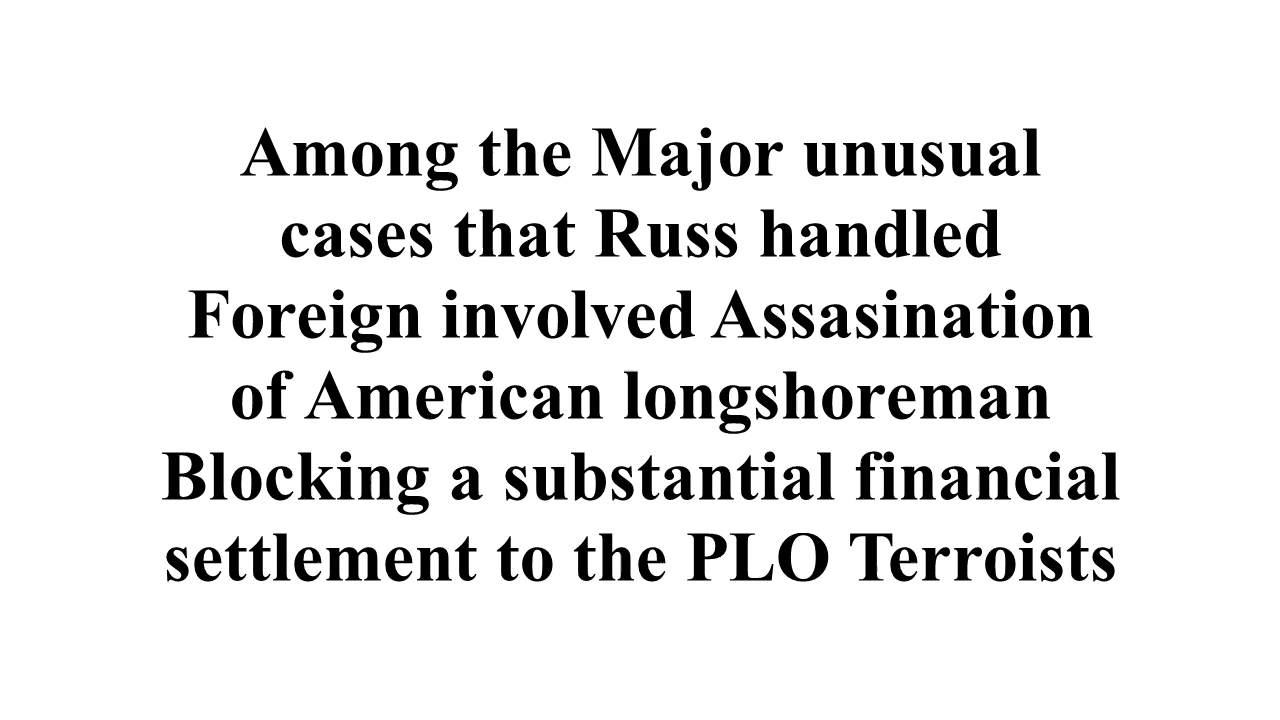 Among the Major unusual
cases that Russ handled
Foreign involved Assasination
of American longshoreman
Blocking a substantial financial
settlement to the PLO Terroists